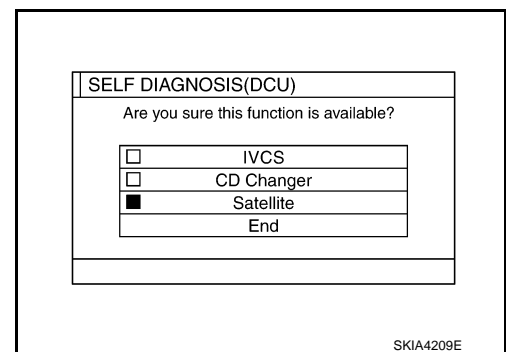 SELF DIAGNOSIS(DCU)
Are you sure this function is available?
IVCS
CD Changer
Satellite
End
SKIA4209E